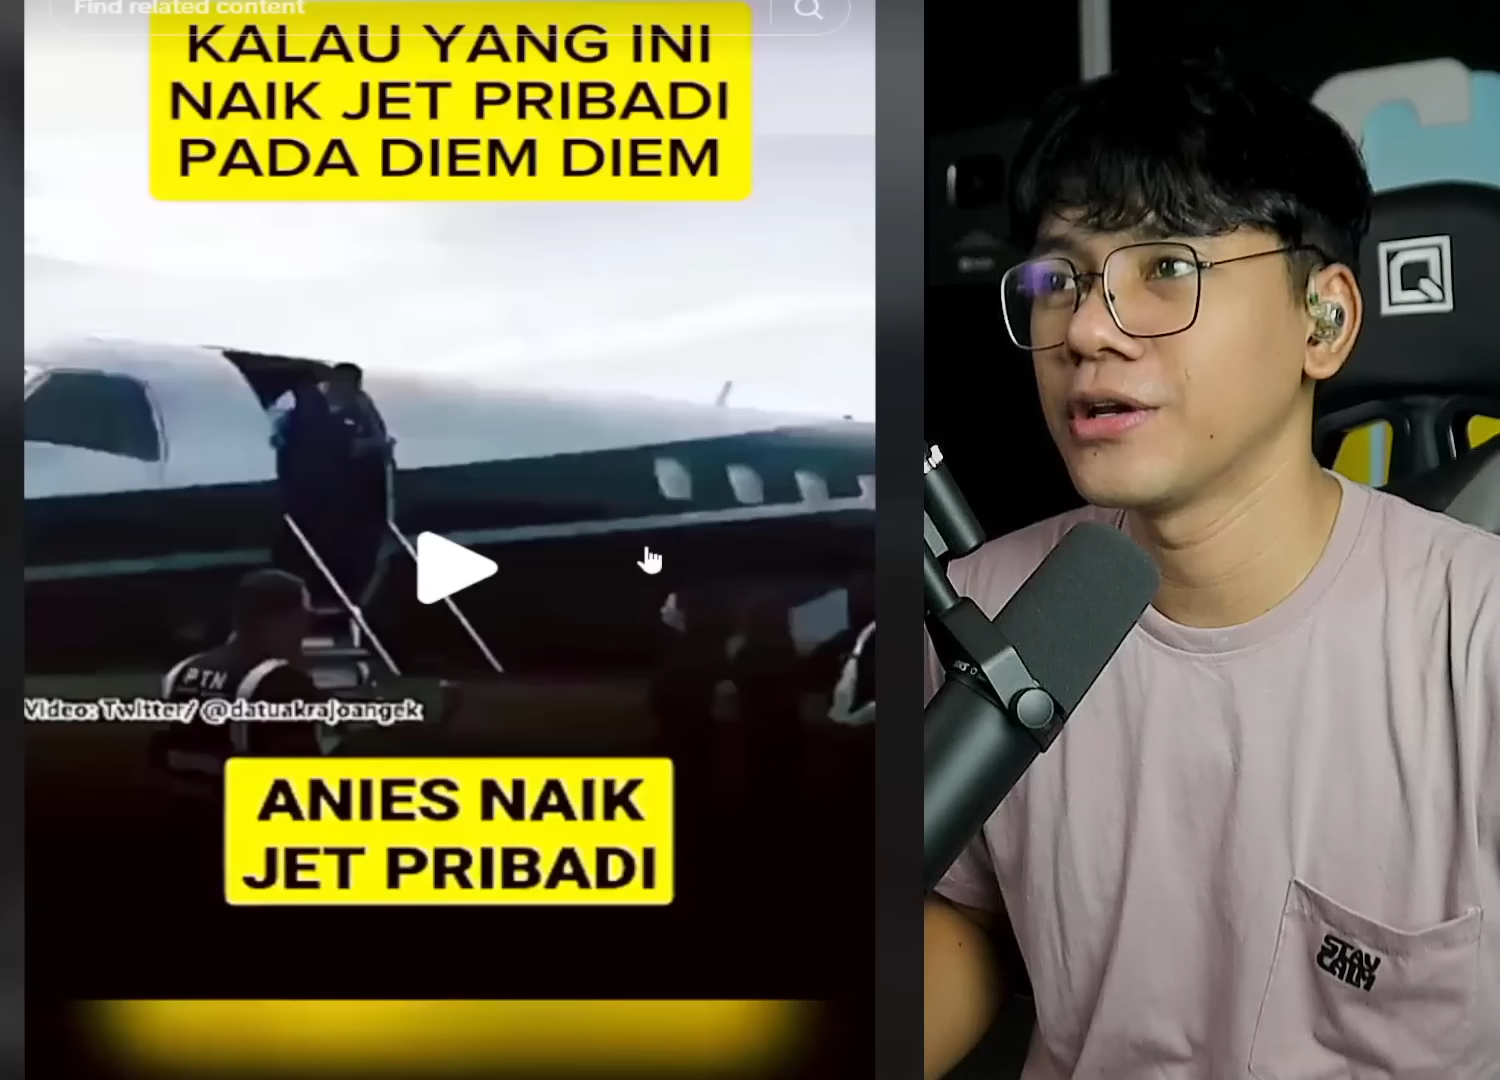 Find related content
KALAU YANG INI
NAIK JET PRIBADI
PADA DIEM DIEM
PTN
Video: Twitter/ @datuakrajoangek
ANIES NAIK
JET PRIBADI
STAY
CALM